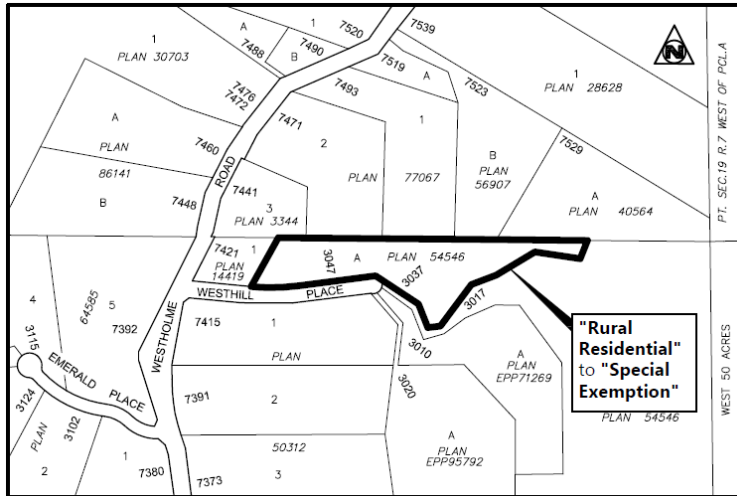 1
PLAN 30703
A
7488
B
7490
1
7520
7539
7519
A
7523
1
PLAN 28628
N
7476
7472
7493
7471
2
PLAN
1
77067
B
PLAN
56907
7529
A
PLAN 40564
PT. SEC.19 R.7 WEST OF PCL.A
A
PLAN
86141
7460
B
7448
ROAD
7441
3
PLAN 3344
7421
1
PLAN
14419
3047
A
PLAN 54546
3037
3017
WESTHILL PLACE
4
64585
5
7392
3115
WESTHOLME
7415
1
PLAN
3010
3020
A
PLAN
EPP71269
"Rural
Residential"
to "Special
Exemption"
PLAN 54546
WEST 50 ACRES
EMERALD PLACE
3124
PLAN
3102
2
1
7380
7391
2
50312
7373
3
A
PLAN
EPP95792